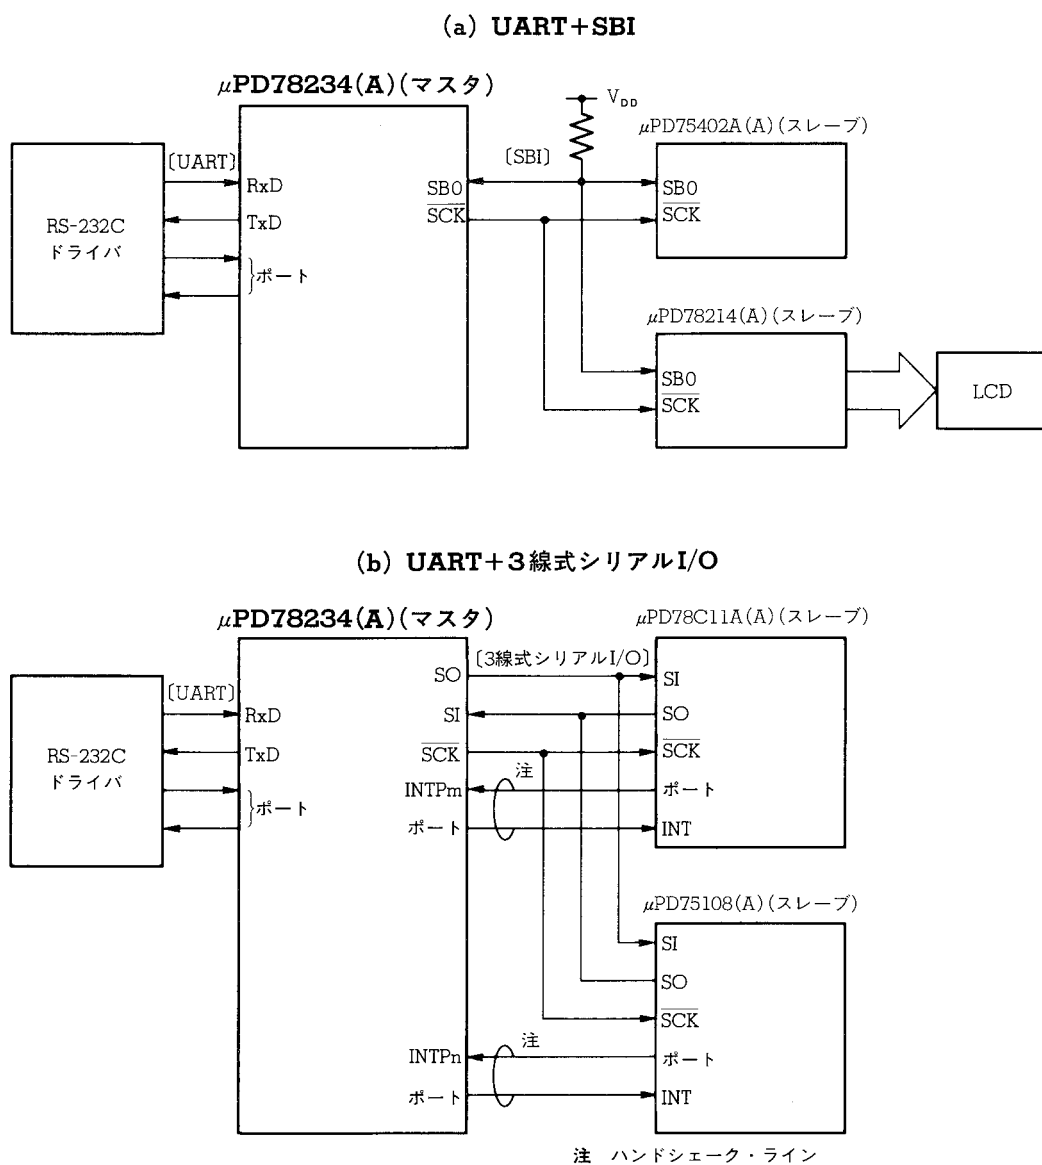 (a) UART+SBI
μPD78234(A)(マスタ)
VDD
μPD75402A(A)(スレーブ)
〔UART〕
〔SBI〕
RxD
SB0
SB0
TxD
SCK
SCK
RS-232C
ドライバ
}ポート
μPD78214(A)(スレーブ)
SB0
SCK
LCD
(b) UART+3線式シリアルI/O
μPD78234(A)(マスタ)
μPD78C11A(A)(スレーブ)
〔3線式シリアルI/O〕
SO
SI
〔UART〕
RxD
SI
SO
TxD
SCK
SCK
RS-232C
ドライバ
注
INTPm
ポート
}ポート
ポート
INT
μPD75108(A)(スレーブ)
SI
SO
SCK
注
INTPn
ポート
ポート
INT
注 ハンドシェーク・ライン